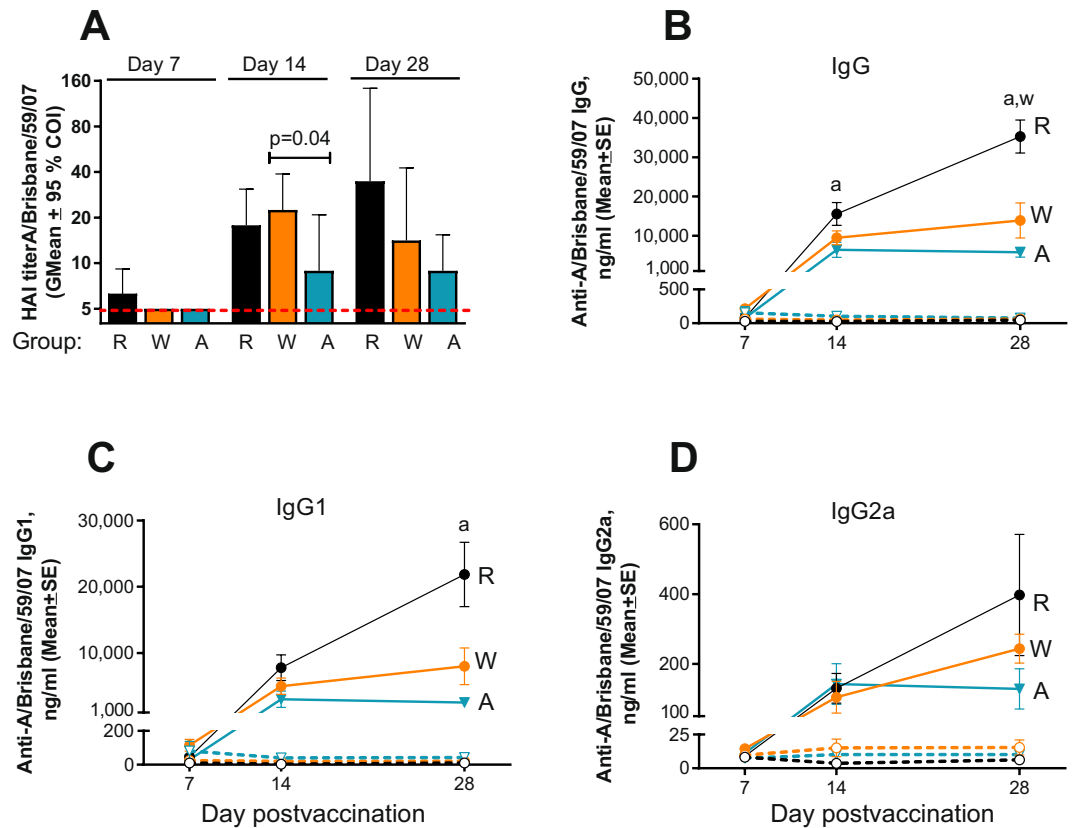 A
Day 7 Day 14 Day 28
HAI titerA/Brisbane/59/07
(GMean ± 95 % COI)
160
80
40
20
10
5
p=0.04
Group: R W A R W A R W A
B
IgG
Anti-A/Brisbane/59/07 IgG,
ng/ml (Mean±SE)
50,000
40,000
30,000
20,000
10,000
1,000
500
0
a
a,w
R
W
A
7 14 28
C
IgG1
Anti-A/Brisbane/59/07 IgG1,
ng/ml (Mean±SE)
30,000
20,000
10,000
1,000
200
0
a
R
W
A
7 14 28
Day postvaccination
D
IgG2a
Anti-A/Brisbane/59/07 IgG2a,
ng/ml (Mean±SE)
600
400
200
100
25
0
R
W
A
7 14 28
Day postvaccination